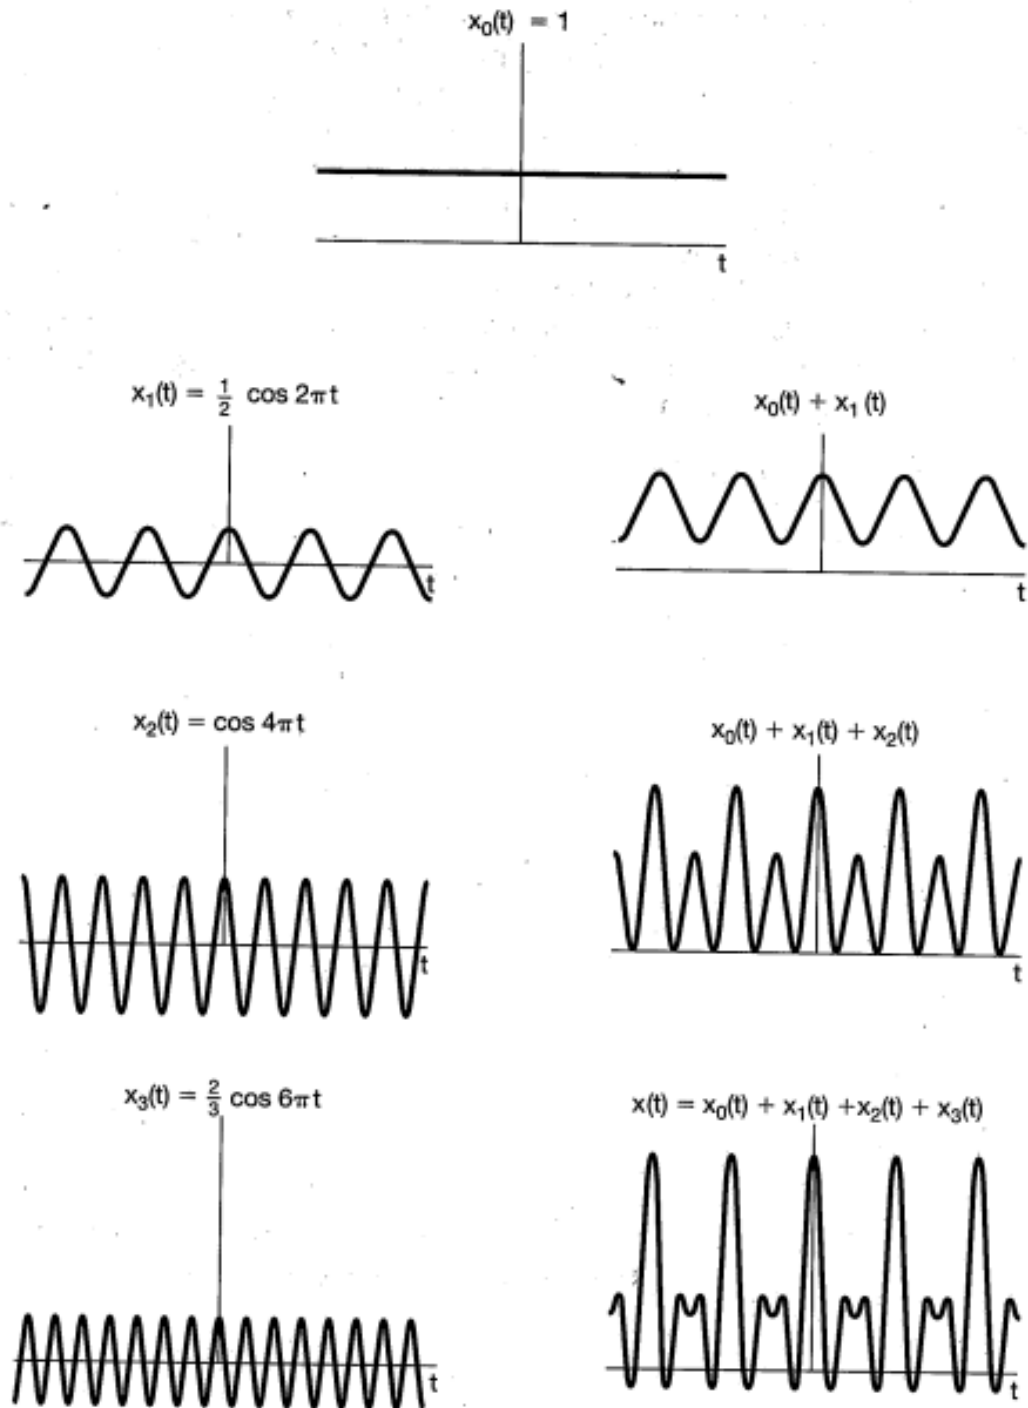 x₀(t) = 1
t
x₁(t) = ½ cos 2πt
x₀(t) + x₁ (t)
t
t
x₂(t) = cos 4πt
x₀(t) + x₁(t) + x₂(t)
t
t
x₃(t) = ⅔ cos 6πt
x(t) = x₀(t) + x₁(t) +x₂(t) + x₃(t)
t
t